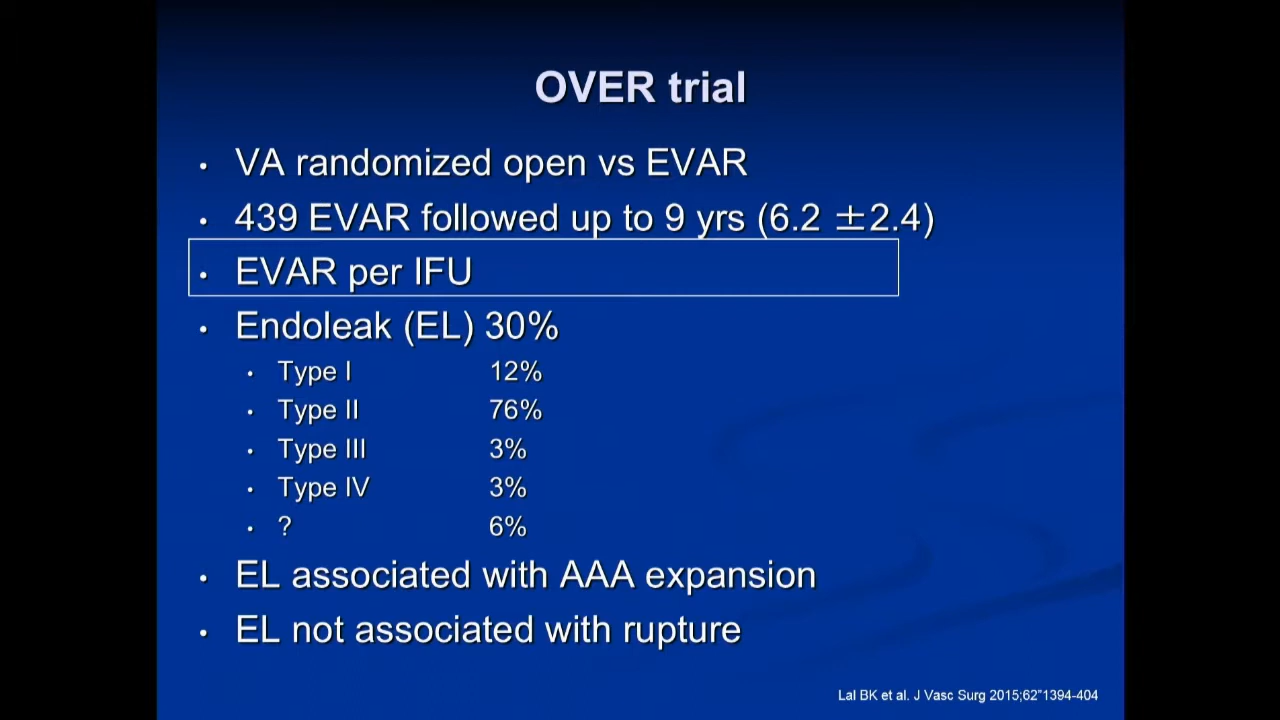 OVER trial
• VA randomized open vs EVAR
• 439 EVAR followed up to 9 yrs (6.2 ±2.4)
• EVAR per IFU
• Endoleak (EL) 30%
• Type I 12%
• Type II 76%
• Type III 3%
• Type IV 3%
• ? 6%
• EL associated with AAA expansion
• EL not associated with rupture
Lal BK et al. J Vasc Surg 2015;62"1394-404